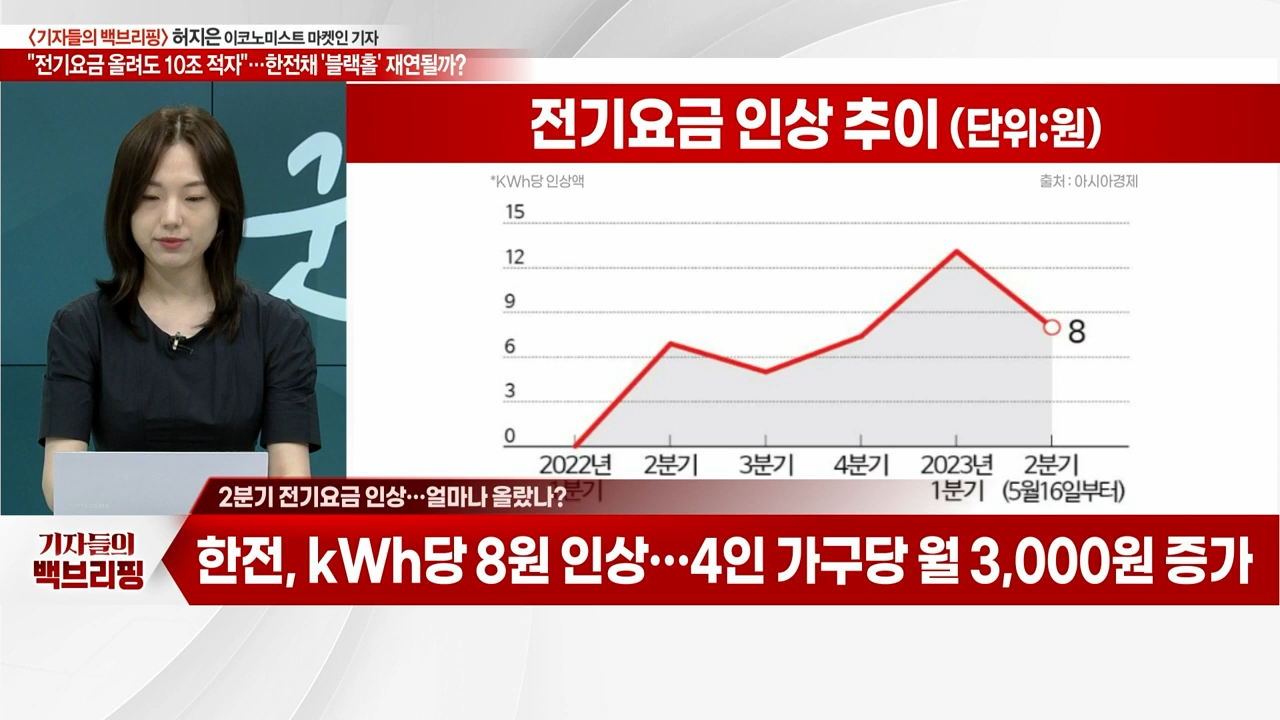 <기자들의 백브리핑> 허지은 이코노미스트 마켓인 기자
"전기요금 올려도 10조 적자"…한전채 '블랙홀' 재연될까?
전기요금 인상 추이 (단위:원)
*KWh당 인상액
출처 : 아시아경제
15
12
9
6
3
0
8
2022년 2분기 3분기 4분기 2023년 2분기
1분기 1분기 (5월16일부터)
2분기 전기요금 인상…얼마나 올랐나?
기자들의
백브리핑
한전, kWh당 8원 인상…4인 가구당 월 3,000원 증가